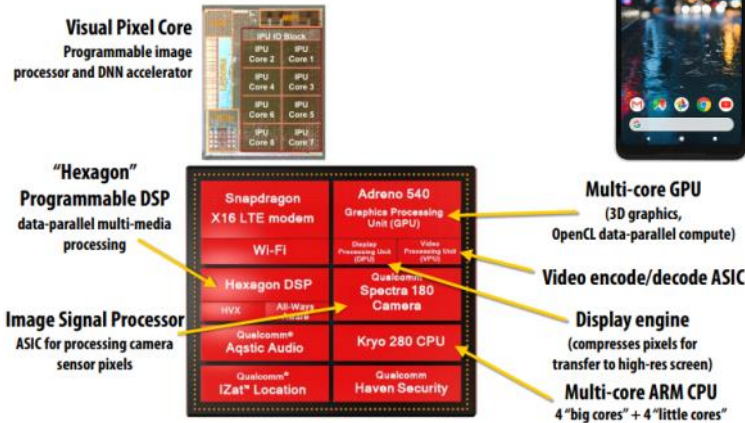 Visual Pixel Core
Programmable image
processor and DNN accelerator
IPU IO Block
IPU Core 2
IPU Core 1
IPU Core 4
IPU Core 3
IPU Core 6
IPU Core 5
IPU Core 8
IPU Core 7
"Hexagon"
Programmable DSP
data-parallel multi-media
processing
Image Signal Processor
ASIC for processing camera
sensor pixels
Snapdragon
X16 LTE modem
Adreno 540
Graphics Processing
Unit (GPU)
Wi-Fi
Display
Processing Unit
(DPU)
Video
Processing Unit
(VPU)
Hexagon DSP
HVX
All-Ways
Aware
Qualcomm
Spectra 180
Camera
Qualcomm®
Aqstic Audio
Kryo 280 CPU
Qualcomm®
IZat™ Location
Qualcomm
Haven Security
Multi-core GPU
(3D graphics,
OpenCL data-parallel compute)
Video encode/decode ASIC
Display engine
(compresses pixels for
transfer to high-res screen)
Multi-core ARM CPU
4 "big cores" + 4 "little cores"